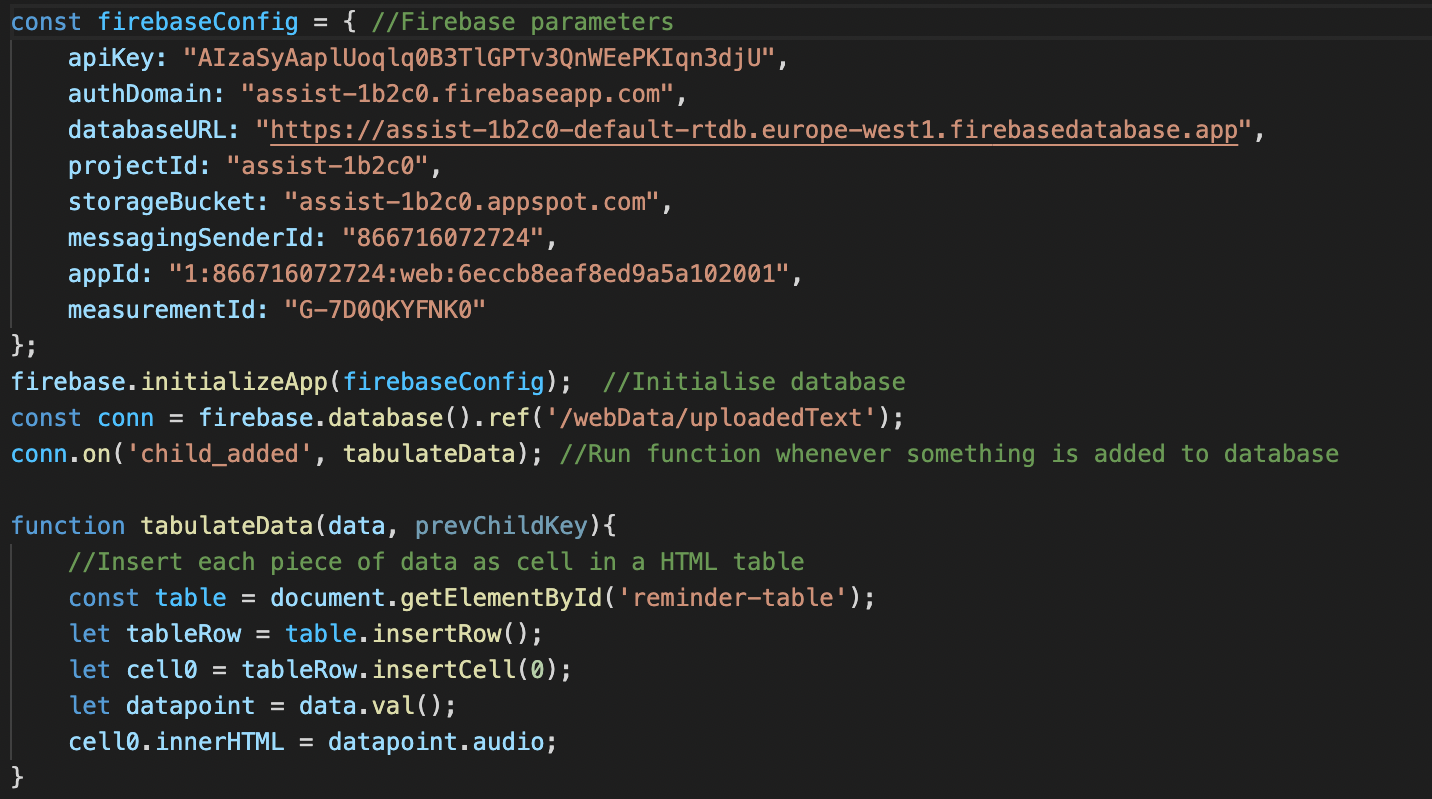 const firebaseConfig = { //Firebase parameters
    apiKey: "AIzaSyAaplUoqlq0B3TlGPTv3QnWEePKIqn3djU",
    authDomain: "assist-1b2c0.firebaseapp.com",
    databaseURL: "https://assist-1b2c0-default-rtdb.europe-west1.firebasedatabase.app",
    projectId: "assist-1b2c0",
    storageBucket: "assist-1b2c0.appspot.com",
    messagingSenderId: "866716072724",
    appId: "1:866716072724:web:6eccb8eaf8ed9a5a102001",
    measurementId: "G-7D0QKYFNK0"
};
firebase.initializeApp(firebaseConfig);  //Initialise database
const conn = firebase.database().ref('/webData/uploadedText');
conn.on('child_added', tabulateData); //Run function whenever something is added to database

function tabulateData(data, prevChildKey){
    //Insert each piece of data as cell in a HTML table
    const table = document.getElementById('reminder-table');
    let tableRow = table.insertRow();
    let cell0 = tableRow.insertCell(0);
    let datapoint = data.val();
    cell0.innerHTML = datapoint.audio;
}